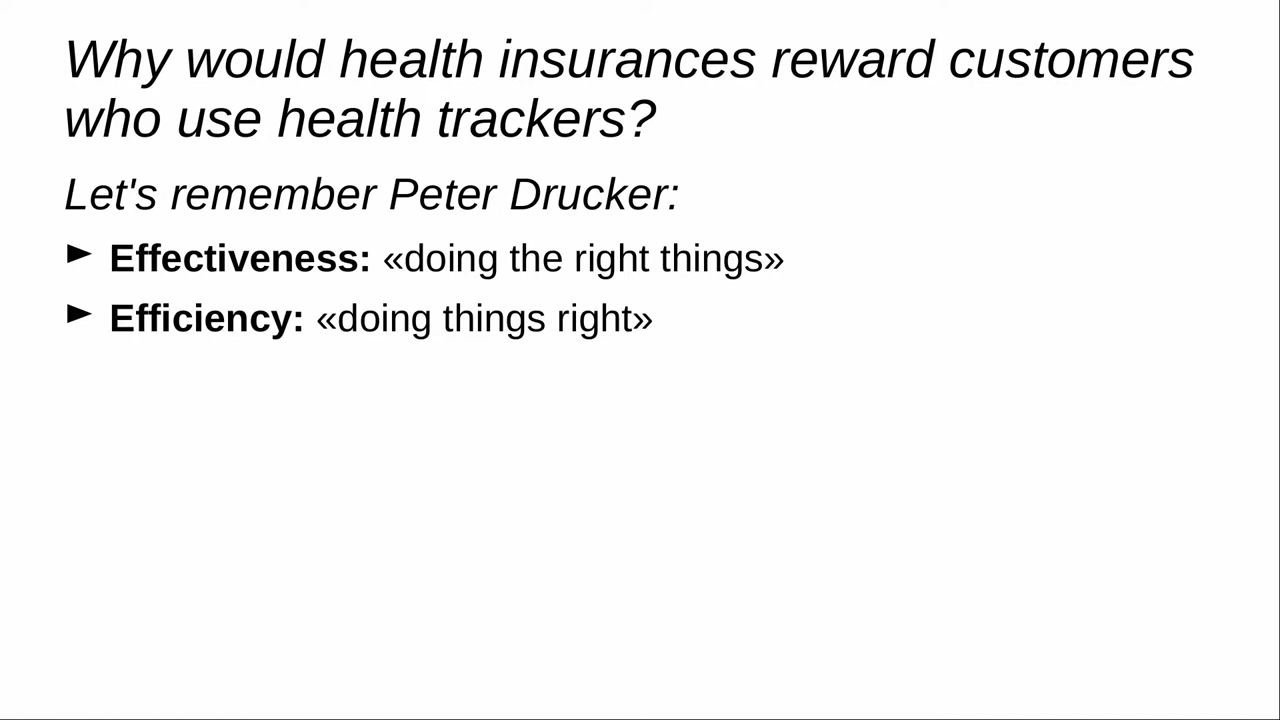 Why would health insurances reward customers
who use health trackers?
Let's remember Peter Drucker:
► Effectiveness: «doing the right things»
► Efficiency: «doing things right»